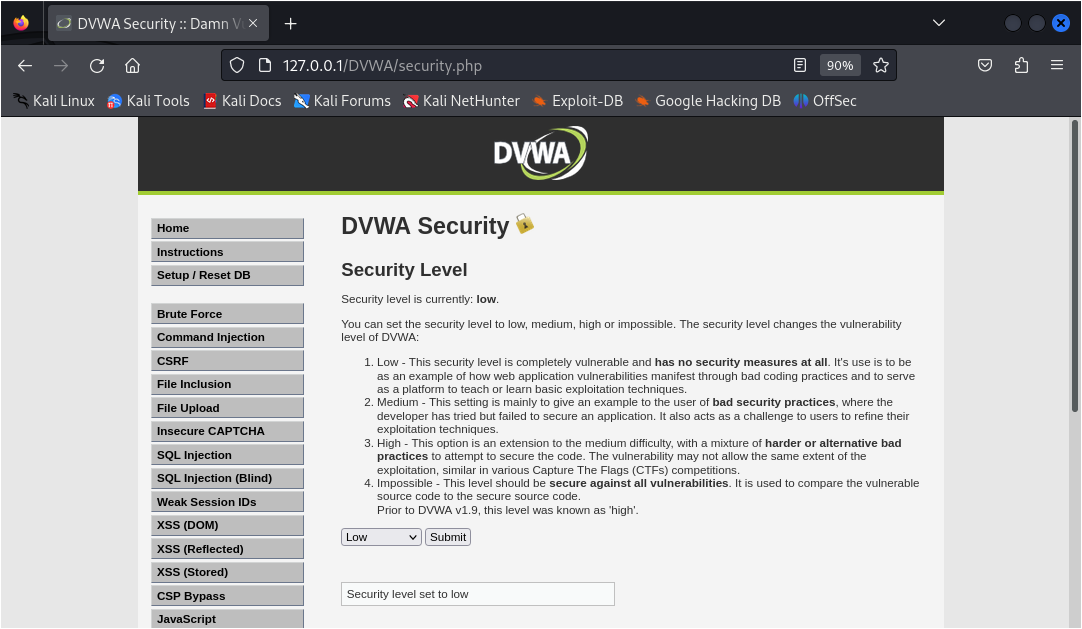 DVWA Security :: Damn V
127.0.0.1/DVWA/security.php
90%
Kali Linux
Kali Tools
Kali Docs
Kali Forums
Kali NetHunter
Exploit-DB
Google Hacking DB
OffSec
DVWA
Home
Instructions
Setup / Reset DB
Brute Force
Command Injection
CSRF
File Inclusion
File Upload
Insecure CAPTCHA
SQL Injection
SQL Injection (Blind)
Weak Session IDs
XSS (DOM)
XSS (Reflected)
XSS (Stored)
CSP Bypass
JavaScript
DVWA Security
Security Level
Security level is currently: low.
You can set the security level to low, medium, high or impossible. The security level changes the vulnerability
level of DVWA:
1. Low - This security level is completely vulnerable and has no security measures at all. It's use is to be
as an example of how web application vulnerabilities manifest through bad coding practices and to serve
as a platform to teach or learn basic exploitation techniques.
2. Medium - This setting is mainly to give an example to the user of bad security practices, where the
developer has tried but failed to secure an application. It also acts as a challenge to users to refine their
exploitation techniques.
3. High - This option is an extension to the medium difficulty, with a mixture of harder or alternative bad
practices to attempt to secure the code. The vulnerability may not allow the same extent of the
exploitation, similar in various Capture The Flags (CTFs) competitions.
4. Impossible - This level should be secure against all vulnerabilities. It is used to compare the vulnerable
source code to the secure source code.
Prior to DVWA v1.9, this level was known as 'high'.
Low
Submit
Security level set to low